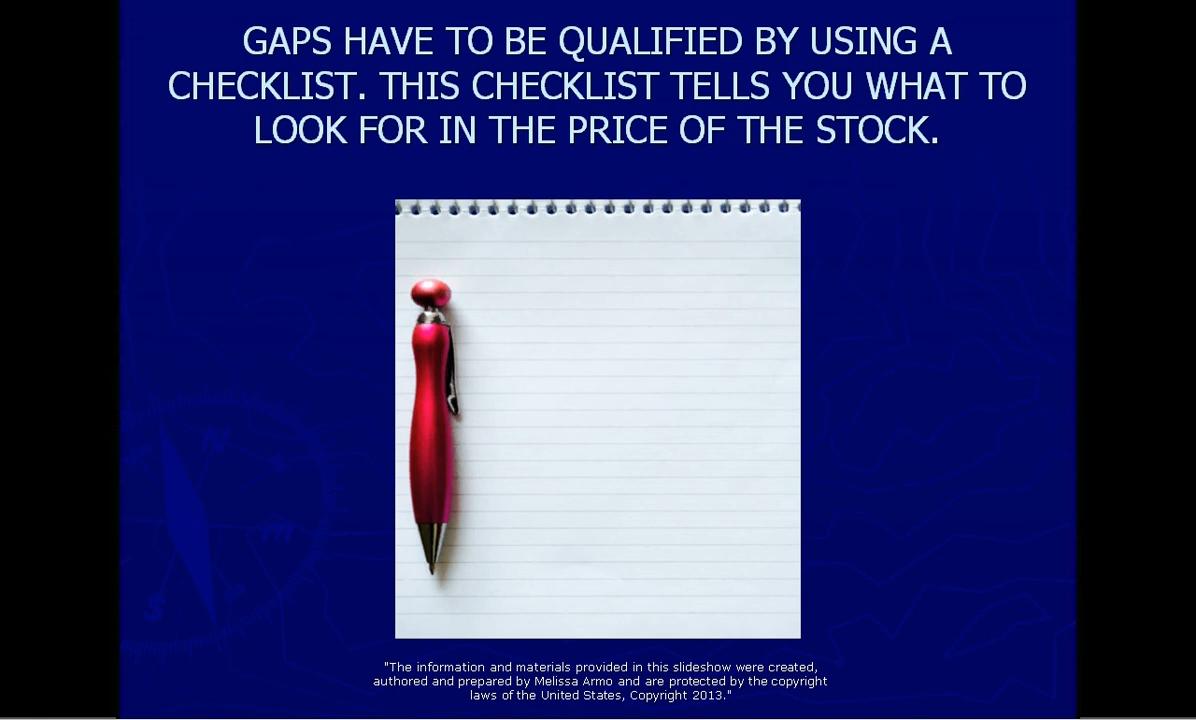 GAPS HAVE TO BE QUALIFIED BY USING A
CHECKLIST. THIS CHECKLIST TELLS YOU WHAT TO
LOOK FOR IN THE PRICE OF THE STOCK.
"The information and materials provided in this slideshow were created,
authored and prepared by Melissa Armo and are protected by the copyright
laws of the United States, Copyright 2013."